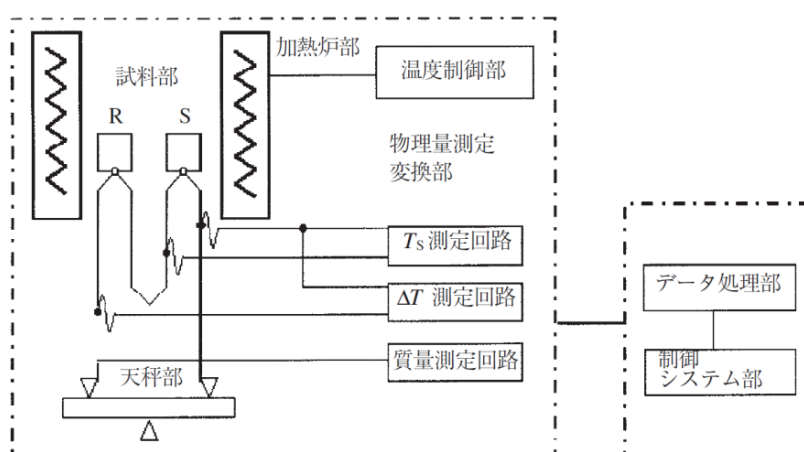 加熱炉部
試料部
温度制御部
R
S
物理量測定
変換部
Ts 測定回路
ΔT 測定回路
質量測定回路
天秤部
データ処理部
制御
システム部